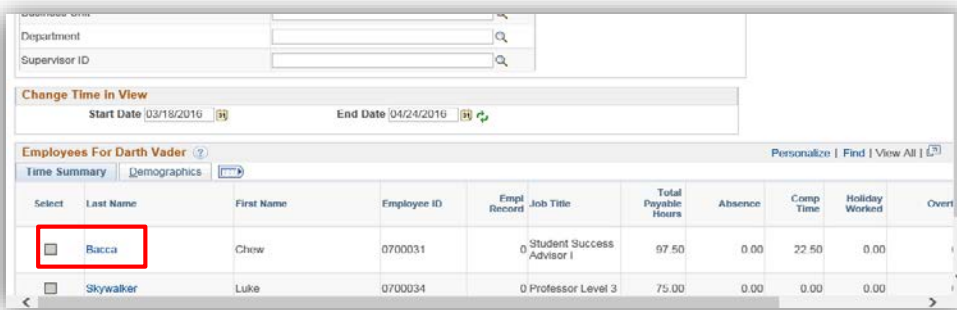 Business Unit
Department
Supervisor ID
Change Time in View
Start Date 03/18/2016 End Date 04/24/2016
Employees For Darth Vader
Personalize | Find | View All |
Time Summary Demographics
Select Last Name First Name Employee ID Empl Record Job Title Total Payable Hours Absence Comp Time Holiday Worked Overt
Bacca Chew 0700031 0 Student Success Advisor I 97.50 0.00 22.50 0.00
Skywalker Luke 0700034 0 Professor Level 3 75.00 0.00 0.00 0.00